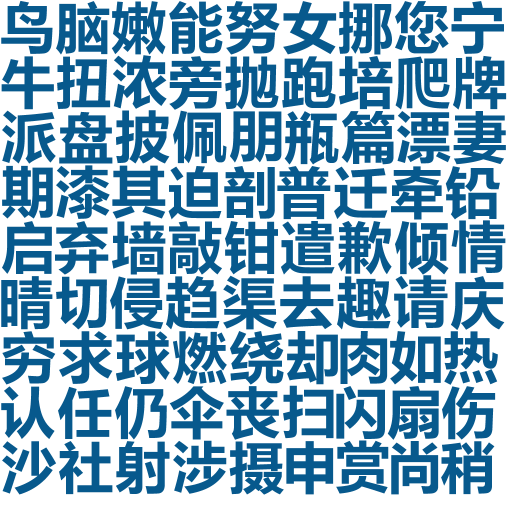 鸟脑嫩能努女挪您宁
牛扭浓旁抛跑培爬牌
派盘披佩朋瓶篇漂妻
期漆其迫剖普迁牵铅
启弃墙敲钳遣歉倾情
晴切侵趋渠去趣请庆
穷求球燃绕却肉如热
认任仍伞丧扫闪扇伤
沙社射涉摄申赏尚稍